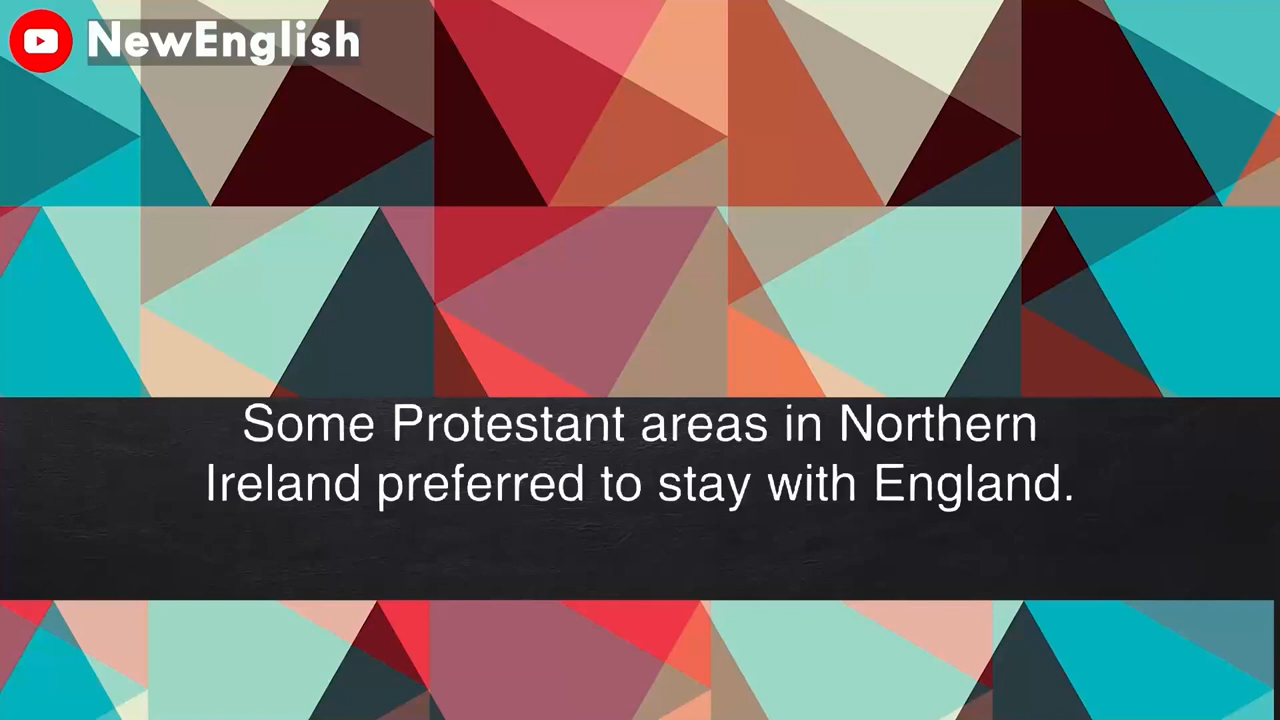 NewEnglish
Some Protestant areas in Northern
Ireland preferred to stay with England.